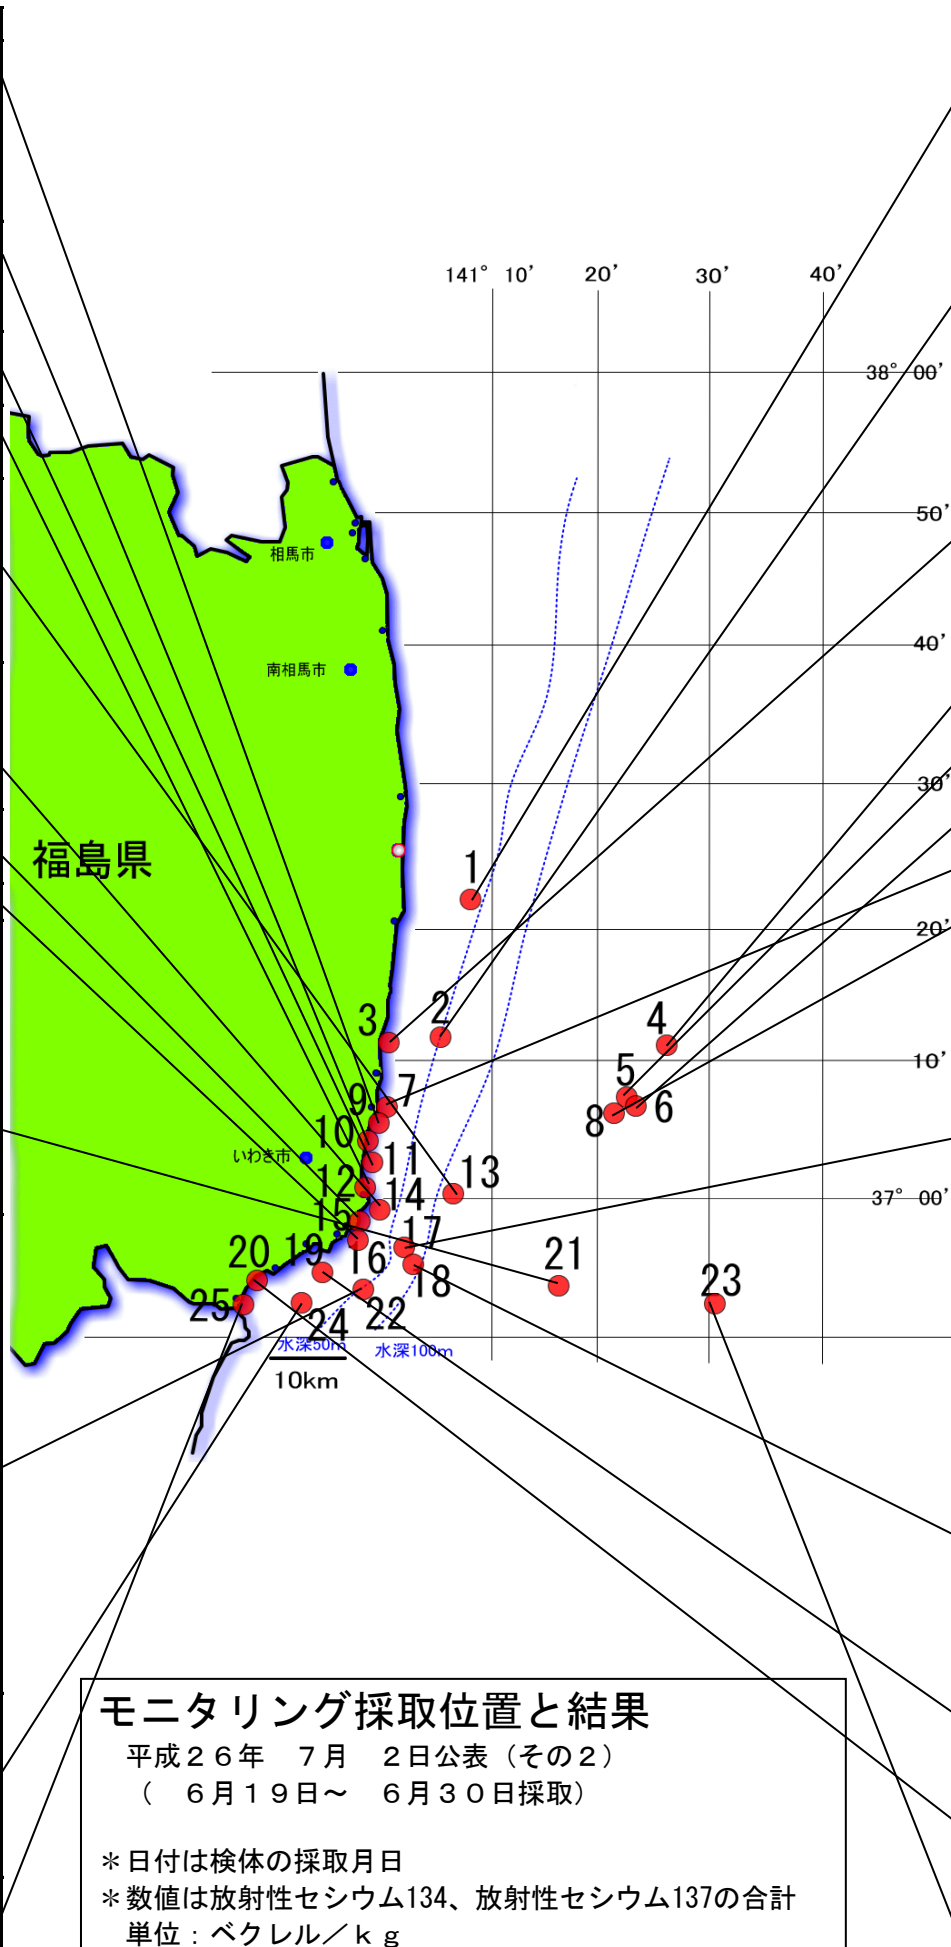 141° 10’ 20’ 30’ 40’
38° 00’
50’
相馬市
40’
南相馬市
30’
福島県
1
20’
3 2 4
10’
5
9 7
8 6
10
いわき市 11
12 13
14 37° 00’
15
17
19 16
20 18 21
23
25 24 22
水深50m 水深100m
10km
モニタリング採取位置と結果
平成２６年　７月　２日公表（その２）
（　６月１９日～　６月３０日採取）
＊日付は検体の採取月日
＊数値は放射性セシウム134、放射性セシウム137の合計
単位：ベクレル／ｋｇ